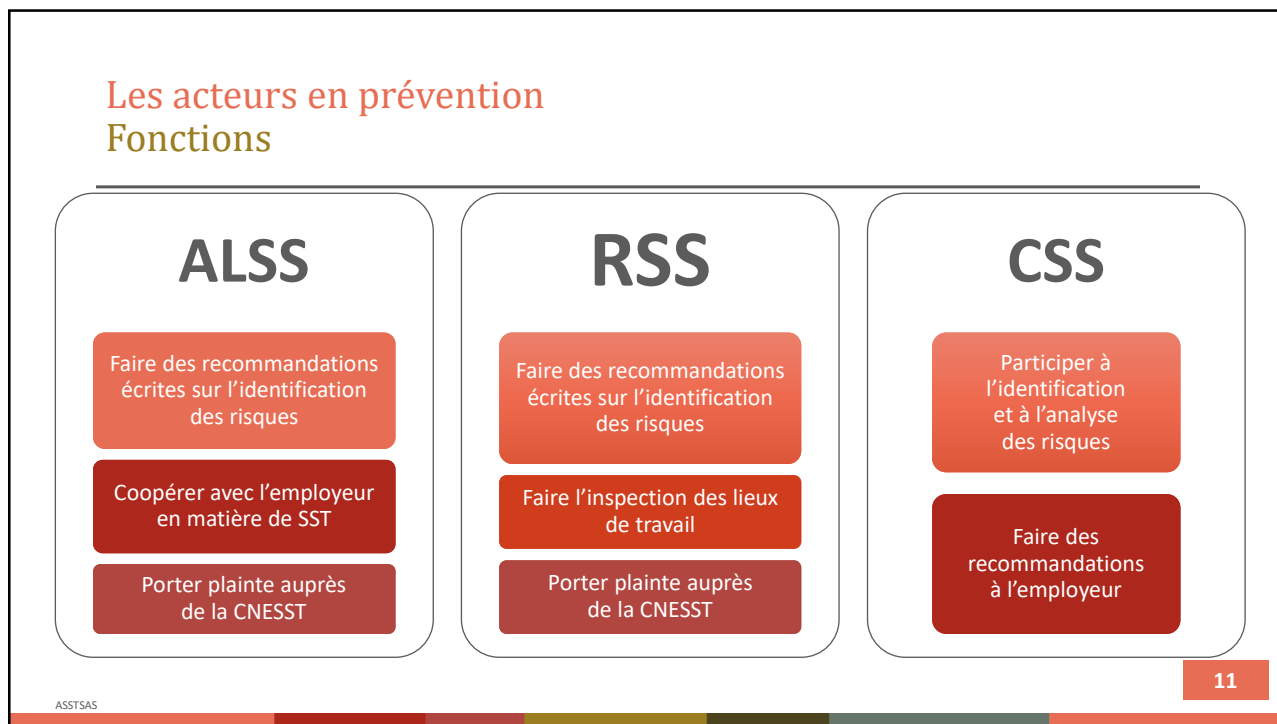 Les acteurs en prévention
Fonctions
ALSS
Faire des recommandations
écrites sur l’identification
des risques
Coopérer avec l’employeur
en matière de SST
Porter plainte auprès
de la CNESST
RSS
Faire des recommandations
écrites sur l’identification
des risques
Faire l’inspection des lieux
de travail
Porter plainte auprès
de la CNESST
CSS
Participer à
l’identification
et à l’analyse
des risques
Faire des
recommandations
à l’employeur
11
ASSTSAS